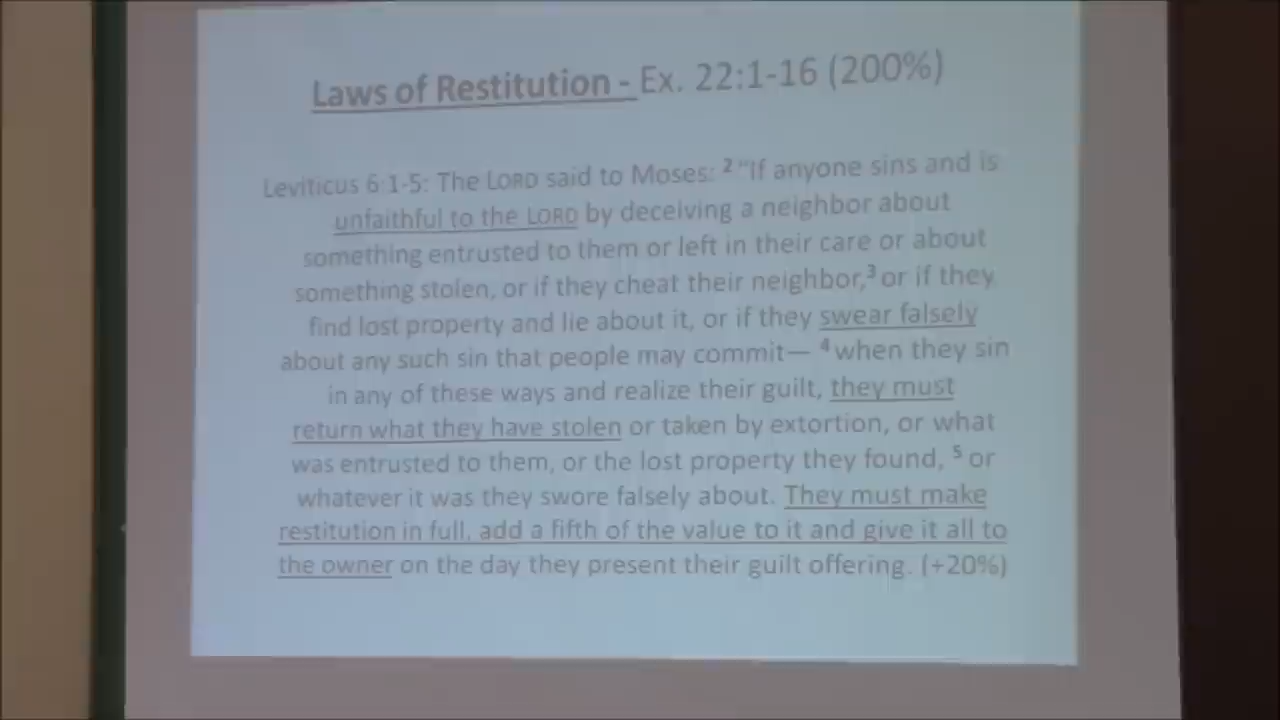 Laws of Restitution - Ex. 22:1-16 (200%)
Leviticus 6:1-5: The LORD said to Moses: 2 "If anyone sins and is
unfaithful to the LORD by deceiving a neighbor about
something entrusted to them or left in their care or about
something stolen, or if they cheat their neighbor,3 or if they
find lost property and lie about it, or if they swear falsely
about any such sin that people may commit— 4 when they sin
in any of these ways and realize their guilt, they must
return what they have stolen or taken by extortion, or what
was entrusted to them, or the lost property they found, 5 or
whatever it was they swore falsely about. They must make
restitution in full, add a fifth of the value to it and give it all to
the owner on the day they present their guilt offering. (+20%)